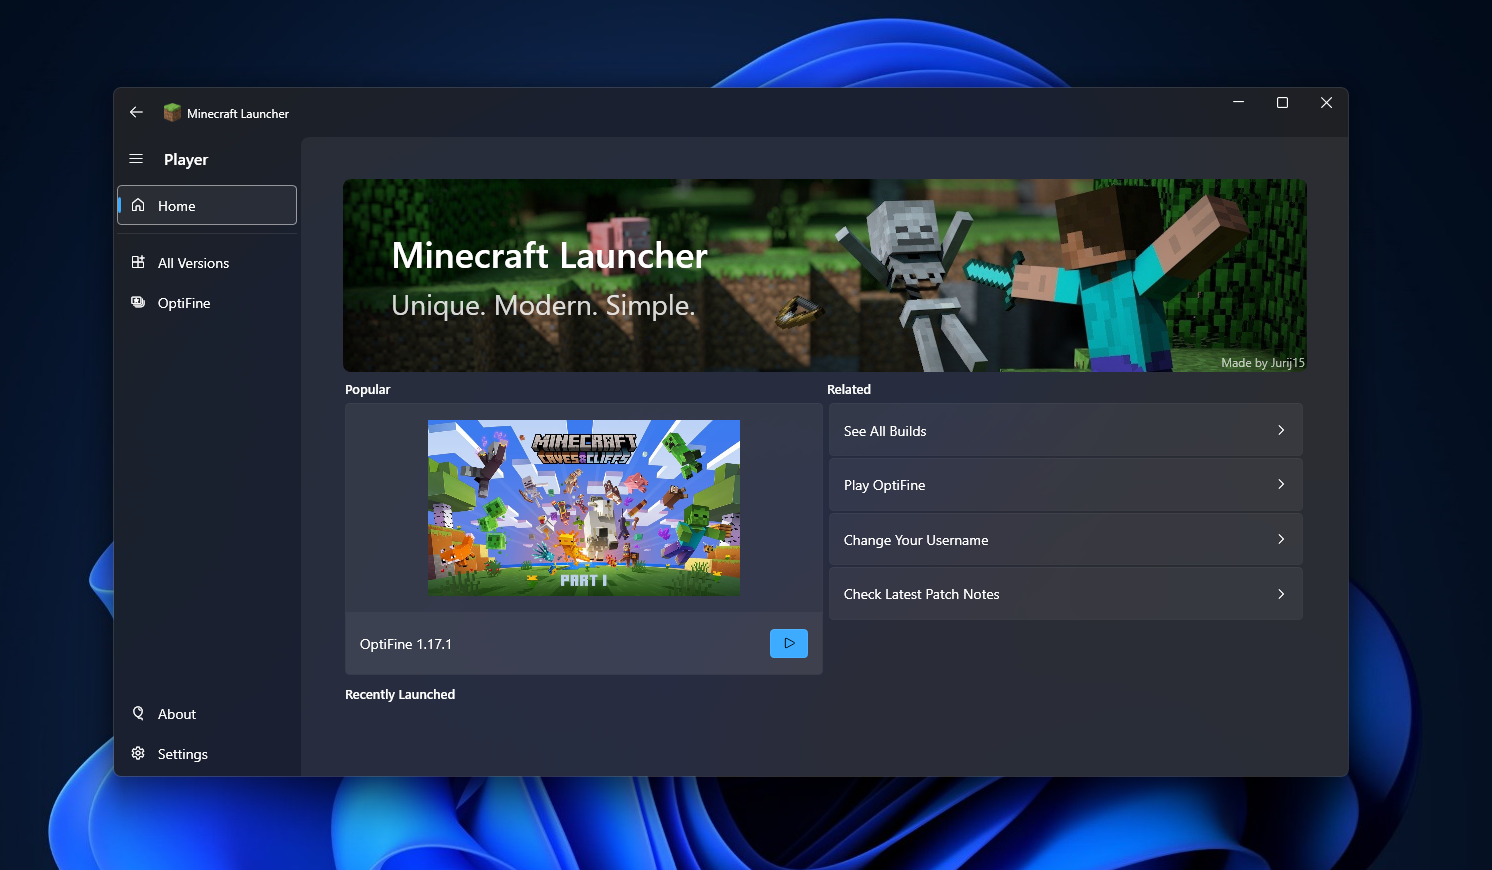 Minecraft Launcher
Player
Home
All Versions
OptiFine
About
Settings
Minecraft Launcher
Unique. Modern. Simple.
Made by Jurij15
Popular
MINECRAFT
CAVES & CLIFFS
PART I
OptiFine 1.17.1
Recently Launched
Related
See All Builds
Play OptiFine
Change Your Username
Check Latest Patch Notes